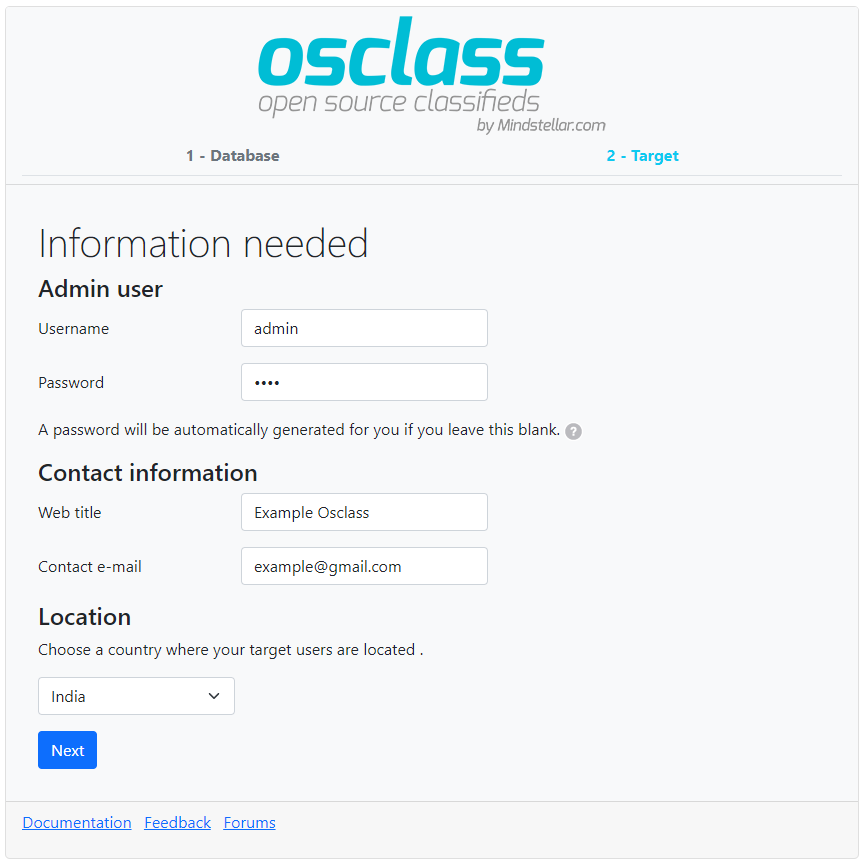 osclass
open source classifieds
by Mindstellar.com
1 - Database 2 - Target
Information needed
Admin user
Username admin
Password ••••
A password will be automatically generated for you if you leave this blank. ?
Contact information
Web title Example Osclass
Contact e-mail example@gmail.com
Location
Choose a country where your target users are located .
India
Next
Documentation Feedback Forums